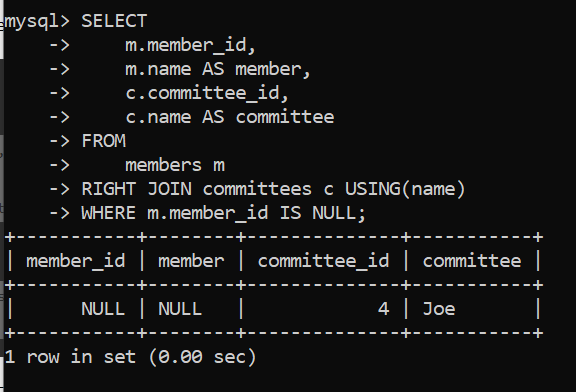 mysql> SELECT
    ->     m.member_id,
    ->     m.name AS member,
    ->     c.committee_id,
    ->     c.name AS committee
    -> FROM
    ->     members m
    -> RIGHT JOIN committees c USING(name)
    -> WHERE m.member_id IS NULL;
+-----------+--------+--------------+-----------+
| member_id | member | committee_id | committee |
+-----------+--------+--------------+-----------+
|      NULL | NULL   |            4 | Joe       |
+-----------+--------+--------------+-----------+
1 row in set (0.00 sec)